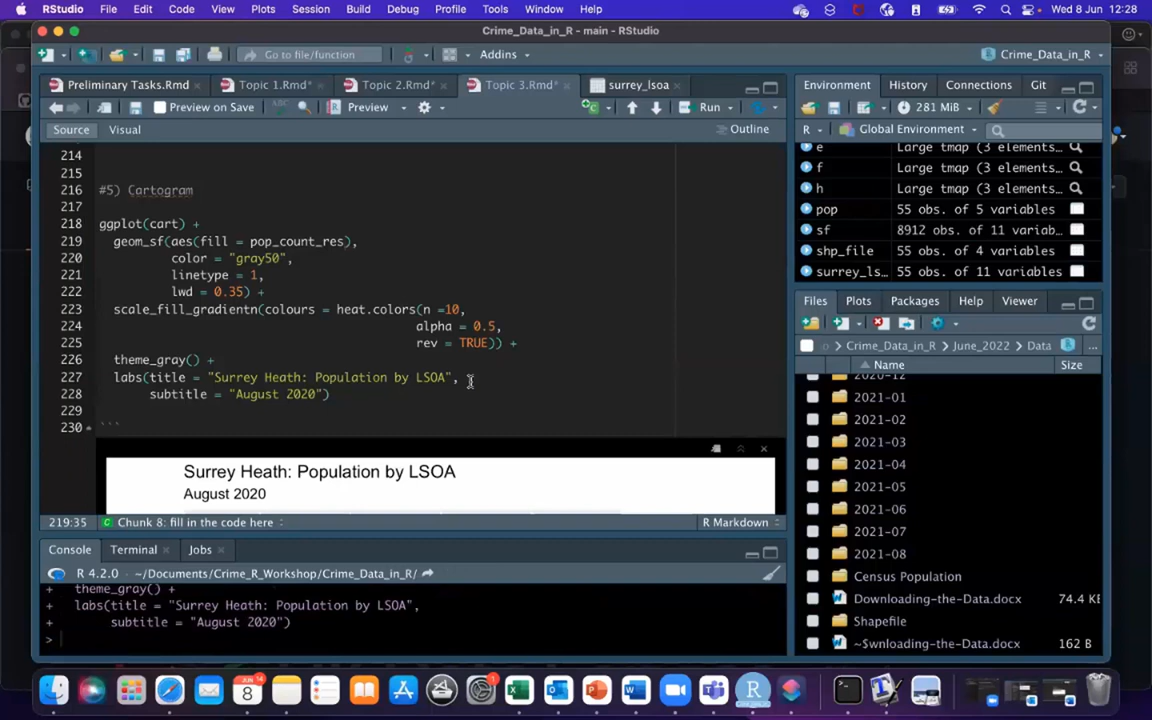 RStudio File Edit Code View Plots Session Build Debug Profile Tools Window Help Wed 8 Jun 12:28
Crime_Data_in_R - main - RStudio
Go to file/function Addins Crime_Data_in_R
Preliminary Tasks.Rmd Topic 1.Rmd* Topic 2.Rmd* Topic 3.Rmd* surrey_lsoa
Preview on Save ABC Preview Run
Source Visual Outline
214
215
216 #5) Cartogram
217
218 ggplot(cart) +
219 geom_sf(aes(fill = pop_count_res),
220 color = "gray50",
221 linetype = 1,
222 lwd = 0.35) +
223 scale_fill_gradientn(colours = heat.colors(n =10,
224 alpha = 0.5,
225 rev = TRUE)) +
226 theme_gray() +
227 labs(title = "Surrey Heath: Population by LSOA",
228 subtitle = "August 2020")
229
230 ```
Surrey Heath: Population by LSOA
August 2020
219:35 Chunk 8: fill in the code here R Markdown
Console Terminal Jobs
R 4.2.0 · ~/Documents/Crime_R_Workshop/Crime_Data_in_R/
+ theme_gray() +
+ labs(title = "Surrey Heath: Population by LSOA",
+ subtitle = "August 2020")
>
Environment History Connections Git
281 MiB
R Global Environment
e Large tmap (3 elements…
f Large tmap (3 elements…
h Large tmap (3 elements…
pop 55 obs. of 5 variables
sf 8912 obs. of 11 variab…
shp_file 55 obs. of 4 variables
surrey_ls… 55 obs. of 11 variables
Files Plots Packages Help Viewer
Crime_Data_in_R June_2022 Data ...
Name Size
2020-12
2021-01
2021-02
2021-03
2021-04
2021-05
2021-06
2021-07
2021-08
Census Population
Downloading-the-Data.docx 74.4 KB
Shapefile
~$wnloading-the-Data.docx 162 B